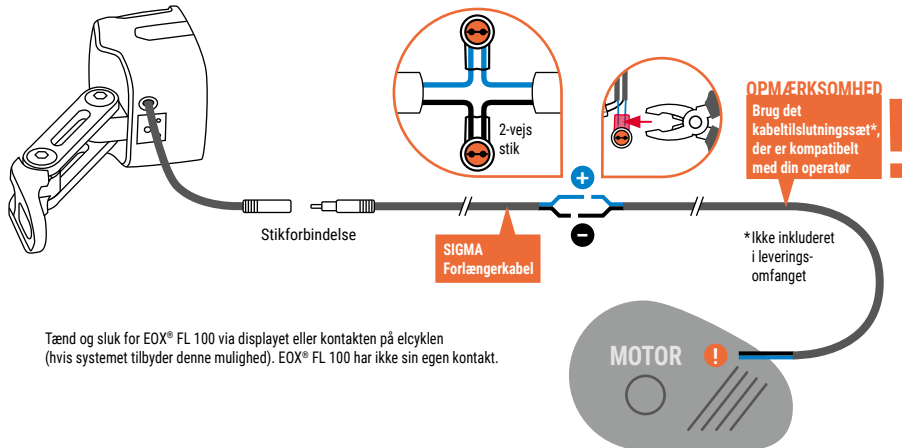 2-vejs
stik
OPMÆRKSOMHED
Brug det
kabeltilslutningssæt*,
der er kompatibelt
med din operatør
+
−
Stikforbindelse
SIGMA
Forlængerkabel
*Ikke inkluderet
i leverings-
omfanget
Tænd og sluk for EOX® FL 100 via displayet eller kontakten på elcyklen
(hvis systemet tilbyder denne mulighed). EOX® FL 100 har ikke sin egen kontakt.
MOTOR !